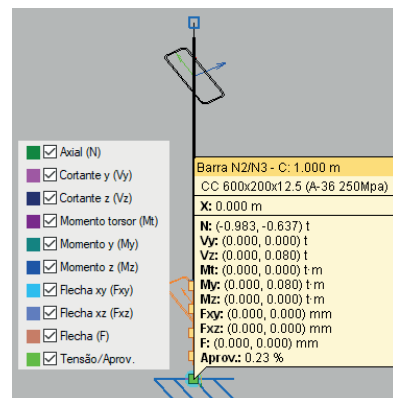 Axial (N)
Cortante y (Vy)
Cortante z (Vz)
Momento torsor (Mt)
Momento y (My)
Momento z (Mz)
Flecha xy (Fxy)
Flecha xz (Fxz)
Flecha (F)
Tensão/Aprov.
Barra N2/N3 - C: 1.000 m
CC 600x200x12.5 (A-36 250Mpa)
X: 0.000 m
N: (-0.983, -0.637) t
Vy: (0.000, 0.000) t
Vz: (0.000, 0.080) t
Mt: (0.000, 0.000) t·m
My: (0.000, 0.080) t·m
Mz: (0.000, 0.000) t·m
Fxy: (0.000, 0.000) mm
Fxz: (0.000, 0.000) mm
F: (0.000, 0.000) mm
Aprov.: 0.23 %